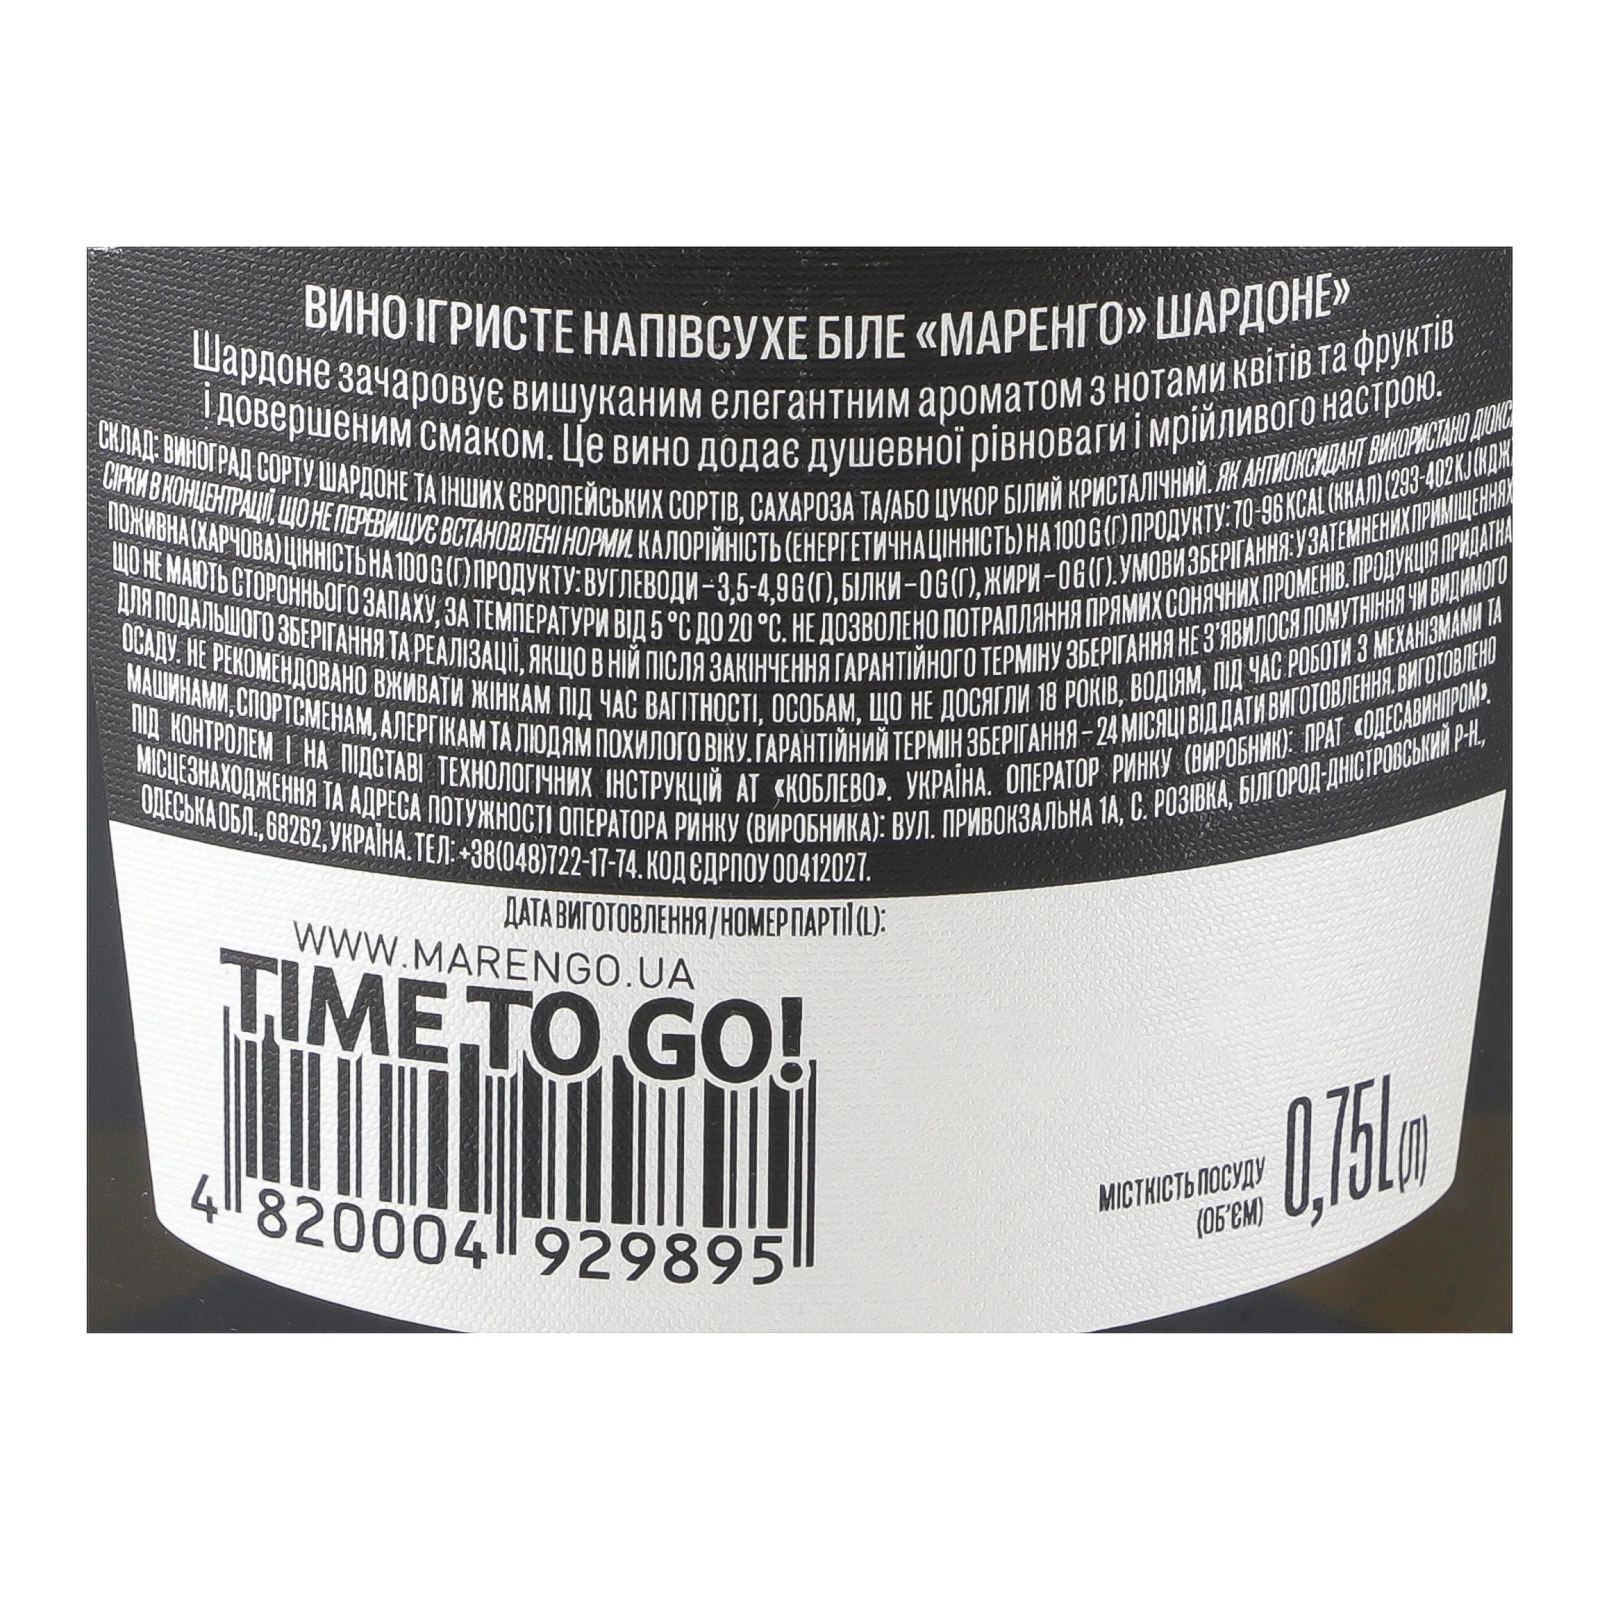 ВИНО ІГРИСТЕ НАПІВСУХЕ БІЛЕ «МАРЕНГО» ШАРДОНЕ»
Шардоне зачаровує вишуканим елегантним ароматом з нотами квітів та фруктів
і довершеним смаком. Це вино додає душевної рівноваги і мрійливого настрою.
СКЛАД: ВИНОГРАД СОРТУ ШАРДОНЕ ТА ІНШИХ ЄВРОПЕЙСЬКИХ СОРТІВ, САХАРОЗА ТА/АБО ЦУКОР БІЛИЙ КРИСТАЛІЧНИЙ. ЯК АНТИОКСИДАНТ ВИКОРИСТАНО ДІОКС
СІРКИ В КОНЦЕНТРАЦІЇ, ЩО НЕ ПЕРЕВИЩУЄ ВСТАНОВЛЕНІ НОРМИ. КАЛОРІЙНІСТЬ (ЕНЕРГЕТИЧНА ЦІННІСТЬ) НА 100 G (Г) ПРОДУКТУ: 70-96 KCAL (ККАЛ) (293-402 KJ (КДЖ)
ПОЖИВНА (ХАРЧОВА) ЦІННІСТЬ НА 100 G (Г) ПРОДУКТУ: ВУГЛЕВОДИ – 3,5-4,9 G (Г), БІЛКИ – 0 G (Г), ЖИРИ – 0 G (Г). УМОВИ ЗБЕРІГАННЯ: У ЗАТЕМНЕНИХ ПРИМІЩЕННЯХ
ЩО НЕ МАЮТЬ СТОРОННЬОГО ЗАПАХУ, ЗА ТЕМПЕРАТУРИ ВІД 5 °C ДО 20 °C. НЕ ДОЗВОЛЕНО ПОТРАПЛЯННЯ ПРЯМИХ СОНЯЧНИХ ПРОМЕНІВ. ПРОДУКЦІЯ ПРИДАТНА
ДЛЯ ПОДАЛЬШОГО ЗБЕРІГАННЯ ТА РЕАЛІЗАЦІЇ, ЯКЩО В НІЙ ПІСЛЯ ЗАКІНЧЕННЯ ГАРАНТІЙНОГО ТЕРМІНУ ЗБЕРІГАННЯ НЕ З'ЯВИЛОСЯ ПОМУТНІННЯ ЧИ ВИДИМОГО
ОСАДУ. НЕ РЕКОМЕНДОВАНО ВЖИВАТИ ЖІНКАМ ПІД ЧАС ВАГІТНОСТІ, ОСОБАМ, ЩО НЕ ДОСЯГЛИ 18 РОКІВ, ВОДІЯМ, ПІД ЧАС РОБОТИ З МЕХАНІЗМАМИ ТА
МАШИНАМИ, СПОРТСМЕНАМ, АЛЕРГІКАМ ТА ЛЮДЯМ ПОХИЛОГО ВІКУ. ГАРАНТІЙНИЙ ТЕРМІН ЗБЕРІГАННЯ – 24 МІСЯЦІ ВІД ДАТИ ВИГОТОВЛЕННЯ. ВИГОТОВЛЕНО
ПІД КОНТРОЛЕМ І НА ПІДСТАВІ ТЕХНОЛОГІЧНИХ ІНСТРУКЦІЙ АТ «КОБЛЕВО». УКРАЇНА. ОПЕРАТОР РИНКУ (ВИРОБНИК): ПРАТ «ОДЕСАВИНПРОМ».
МІСЦЕЗНАХОДЖЕННЯ ТА АДРЕСА ПОТУЖНОСТІ ОПЕРАТОРА РИНКУ (ВИРОБНИКА): ВУЛ. ПРИВОКЗАЛЬНА 1А, С. РОЗІВКА, БІЛГОРОД-ДНІСТРОВСЬКИЙ Р-Н.,
ОДЕСЬКА ОБЛ., 68262, УКРАЇНА. ТЕЛ: +38(048)722-17-74. КОД ЄДРПОУ 00412027.
ДАТА ВИГОТОВЛЕННЯ / НОМЕР ПАРТІЇ (L):
WWW.MARENGO.UA
TIME TO GO!
4 820004 929895
МІСТКІСТЬ ПОСУДУ
(ОБ'ЄМ)
0,75L(Л)